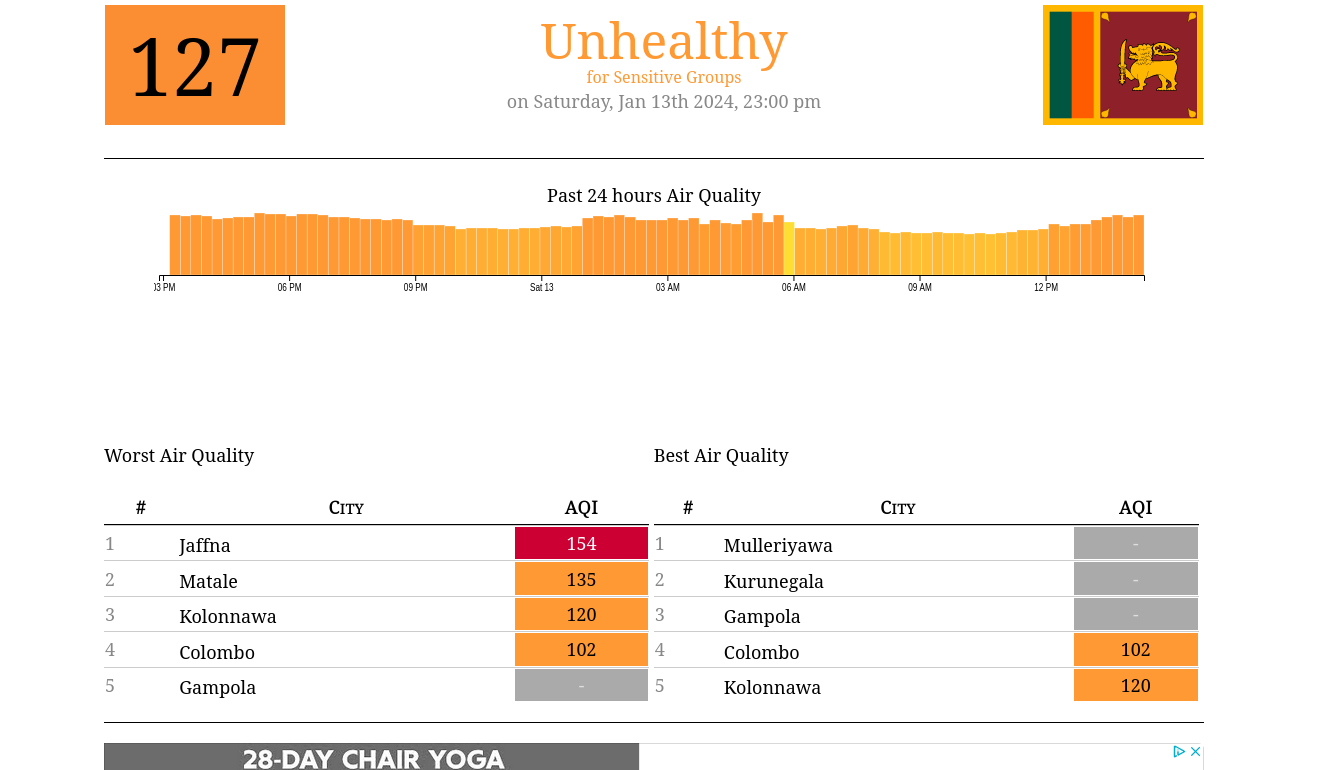 127
Unhealthy
for Sensitive Groups
on Saturday, Jan 13th 2024, 23:00 pm
Past 24 hours Air Quality
03 PM 06 PM 09 PM Sat 13 03 AM 06 AM 09 AM 12 PM
Worst Air Quality
# City AQI
1 Jaffna 154
2 Matale 135
3 Kolonnawa 120
4 Colombo 102
5 Gampola -
Best Air Quality
# City AQI
1 Mulleriyawa -
2 Kurunegala -
3 Gampola -
4 Colombo 102
5 Kolonnawa 120
28-DAY CHAIR YOGA